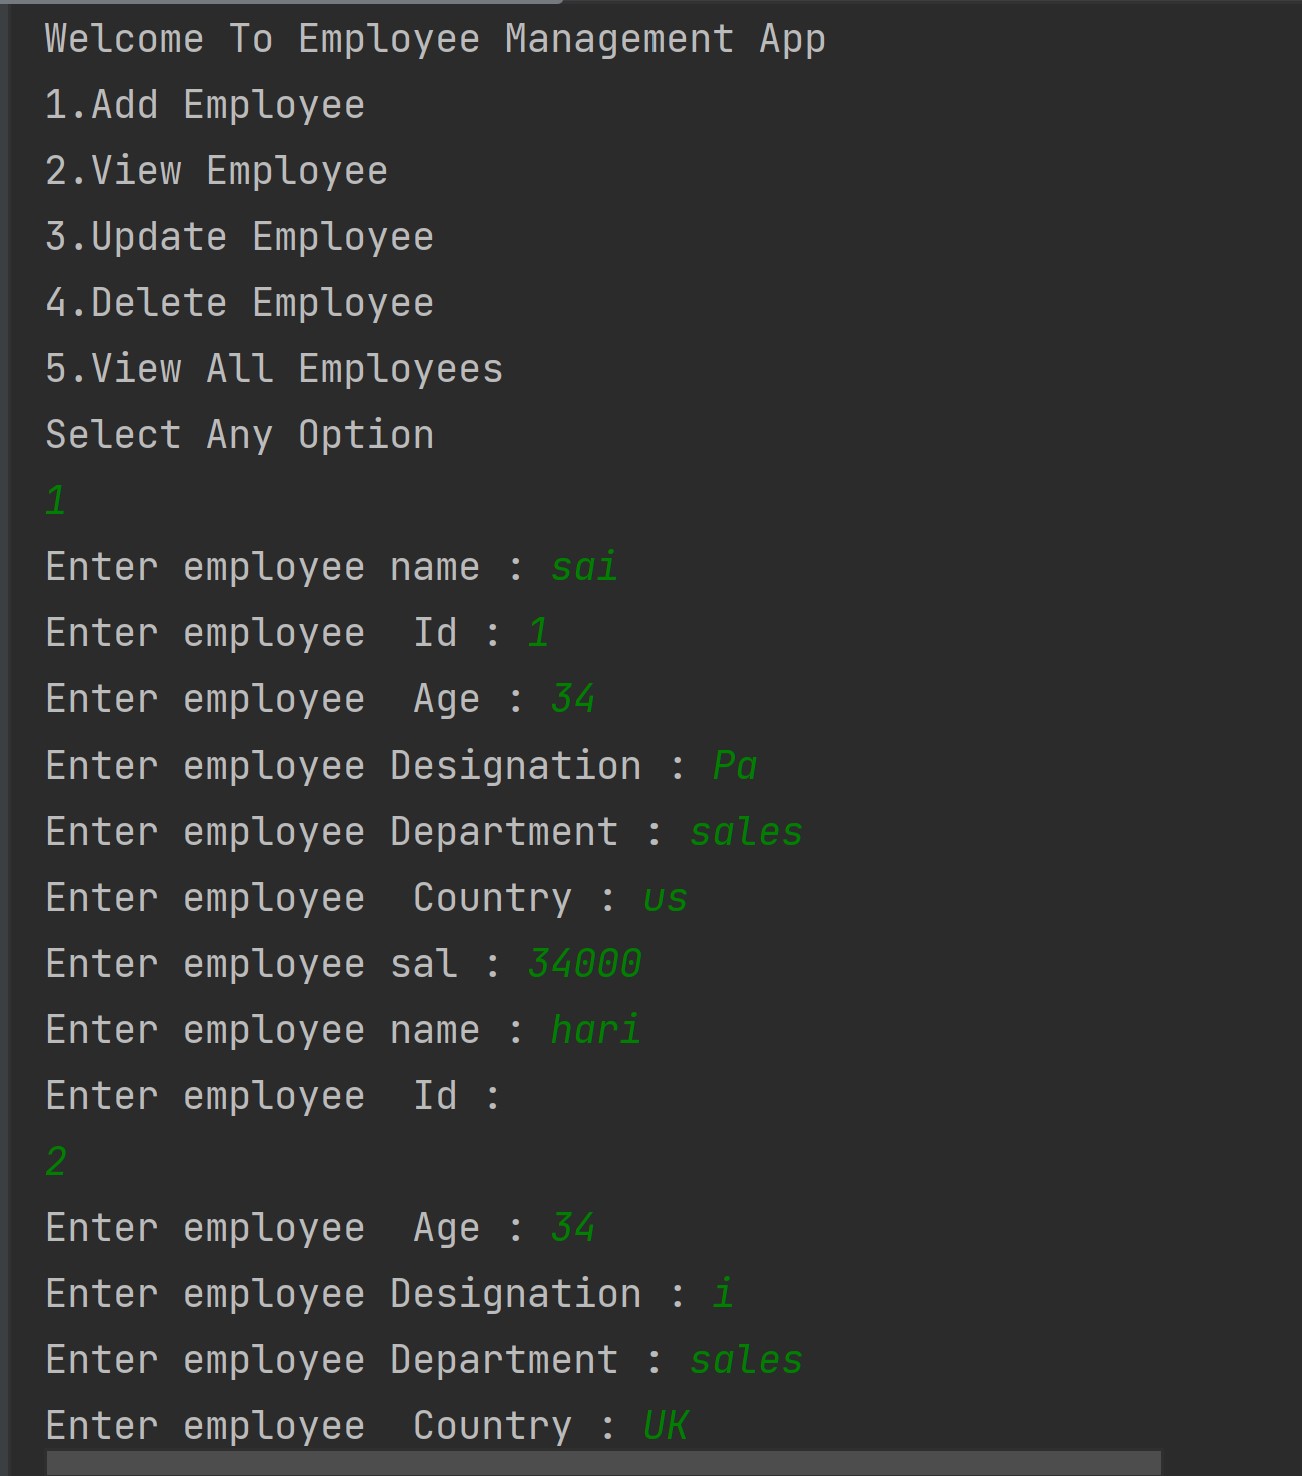 Welcome To Employee Management App
1.Add Employee
2.View Employee
3.Update Employee
4.Delete Employee
5.View All Employees
Select Any Option
1
Enter employee name : sai
Enter employee  Id : 1
Enter employee  Age : 34
Enter employee Designation : Pa
Enter employee Department : sales
Enter employee  Country : us
Enter employee sal : 34000
Enter employee name : hari
Enter employee  Id :
2
Enter employee  Age : 34
Enter employee Designation : i
Enter employee Department : sales
Enter employee  Country : UK